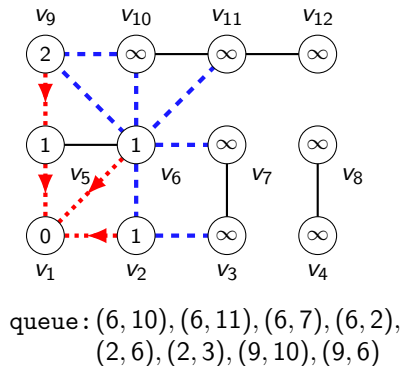 v₉ v₁₀ v₁₁ v₁₂
2 ∞ ∞ ∞
1 1 ∞ ∞
v₅ v₆ v₇ v₈
0 1 ∞ ∞
v₁ v₂ v₃ v₄
queue: (6, 10), (6, 11), (6, 7), (6, 2),
(2, 6), (2, 3), (9, 10), (9, 6)